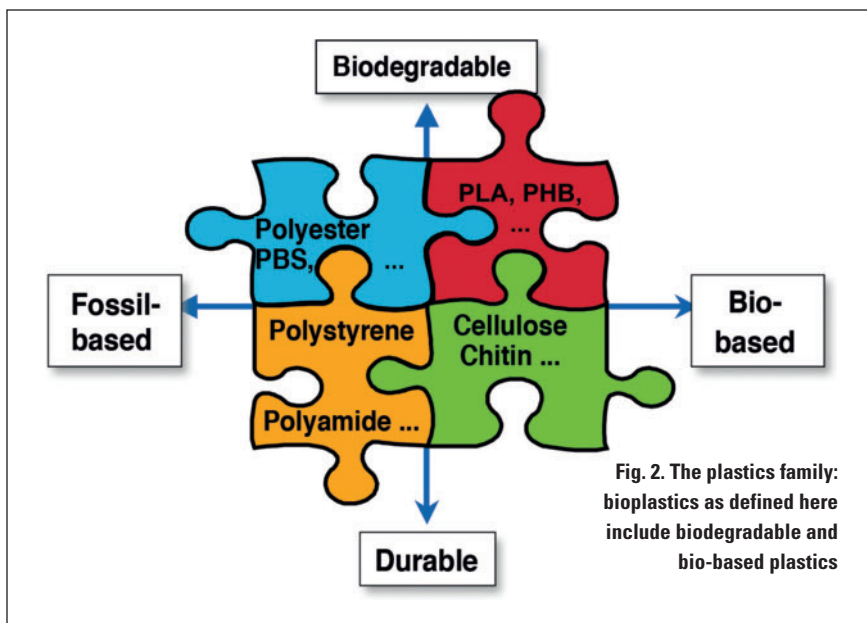 Biodegradable
PLA, PHB,
...
Polyester
PBS, ...
Fossil-
based
Bio-
based
Polystyrene
Cellulose
Chitin ...
Polyamide ...
Durable
Fig. 2. The plastics family:
bioplastics as defined here
include biodegradable and
bio-based plastics